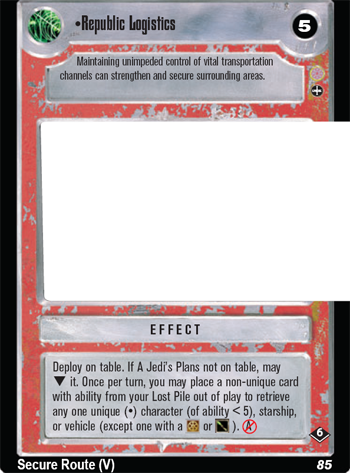 •Republic Logistics
5
Maintaining unimpeded control of vital transportation
channels can strengthen and secure surrounding areas.
EFFECT
Deploy on table. If A Jedi's Plans not on table, may
▼ it. Once per turn, you may place a non-unique card
with ability from your Lost Pile out of play to retrieve
any one unique (•) character (of ability < 5), starship,
or vehicle (except one with a or ).
6
Secure Route (V)
85